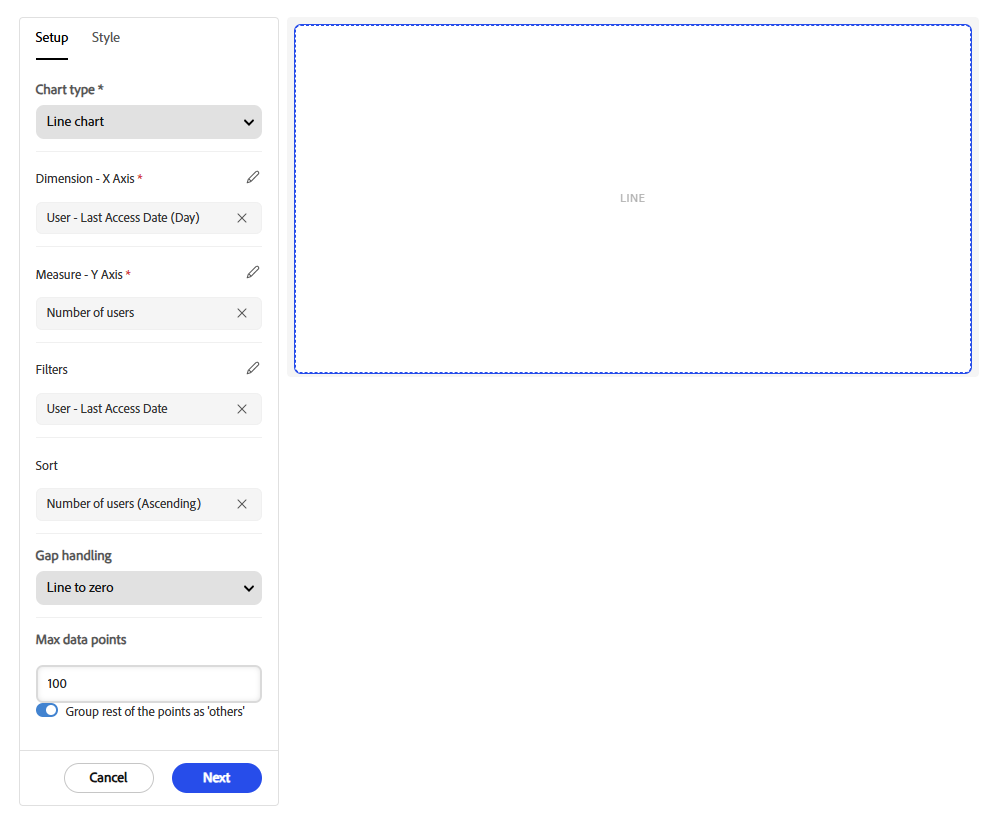 Setup Style
Chart type *
Line chart
Dimension - X Axis *
User - Last Access Date (Day)
Measure - Y Axis *
Number of users
Filters
User - Last Access Date
Sort
Number of users (Ascending)
Gap handling
Line to zero
Max data points
100
Group rest of the points as 'others'
Cancel Next
LINE